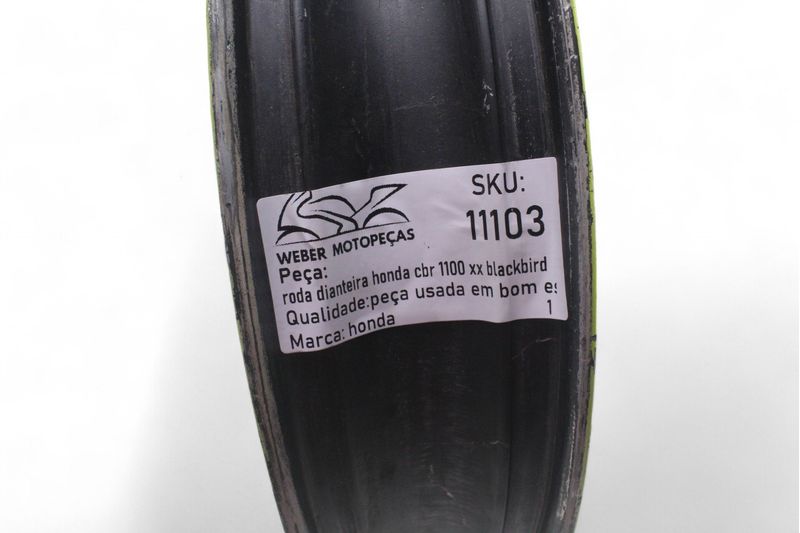 SKU:
11103
WEBER MOTOPEÇAS
Peça:
roda dianteira honda cbr 1100 xx blackbird
Qualidade:peça usada em bom es
1
Marca: honda